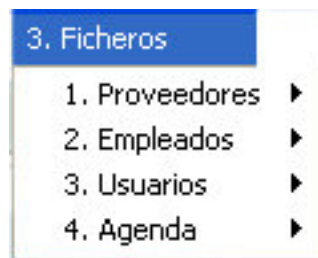 3. Ficheros
1. Proveedores
2. Empleados
3. Usuarios
4. Agenda